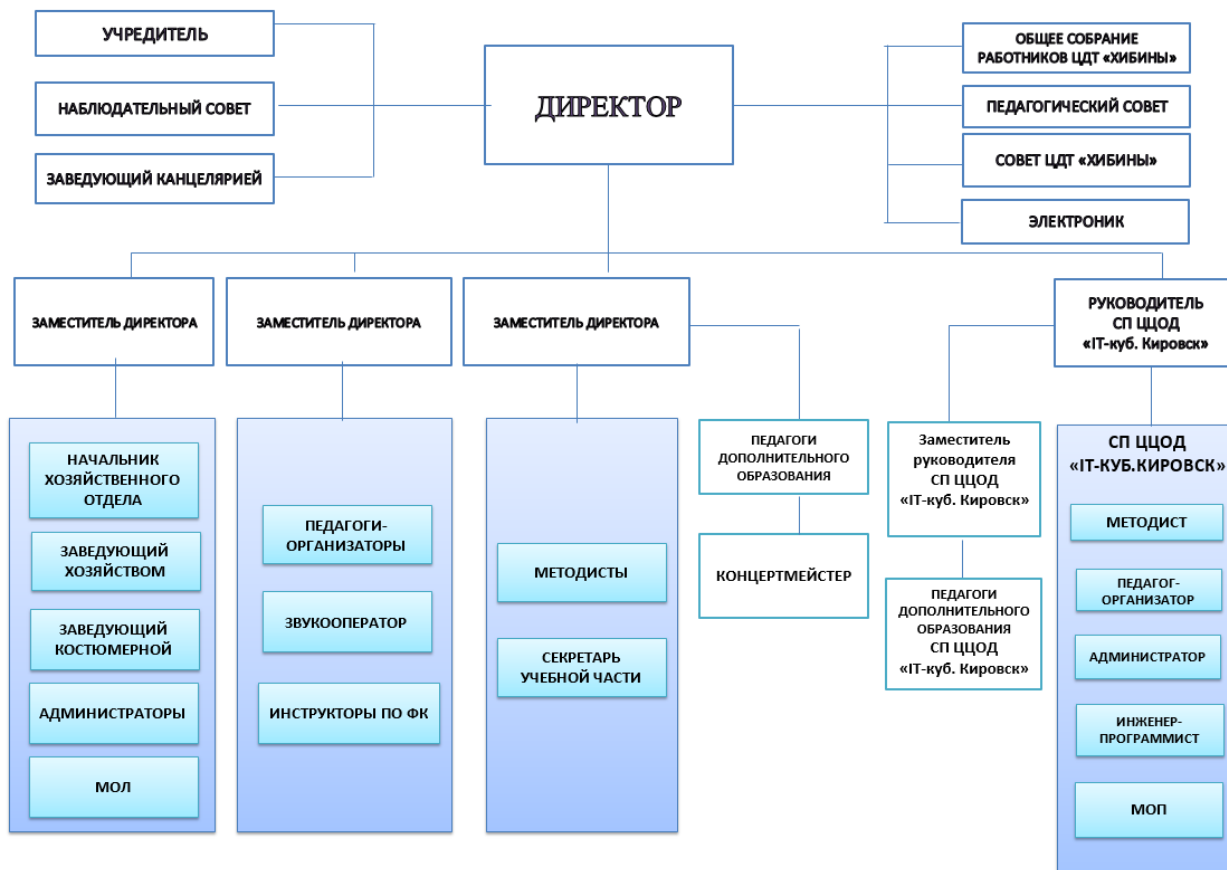 УЧРЕДИТЕЛЬ
НАБЛЮДАТЕЛЬНЫЙ СОВЕТ
ЗАВЕДУЮЩИЙ КАНЦЕЛЯРИЕЙ
ДИРЕКТОР
ОБЩЕЕ СОБРАНИЕ
РАБОТНИКОВ ЦДТ «ХИБИНЫ»
ПЕДАГОГИЧЕСКИЙ СОВЕТ
СОВЕТ ЦДТ «ХИБИНЫ»
ЭЛЕКТРОНИК
ЗАМЕСТИТЕЛЬ ДИРЕКТОРА
ЗАМЕСТИТЕЛЬ ДИРЕКТОРА
ЗАМЕСТИТЕЛЬ ДИРЕКТОРА
РУКОВОДИТЕЛЬ
СП ЦЦОД
«IT-куб. Кировск»
НАЧАЛЬНИК
ХОЗЯЙСТВЕННОГО
ОТДЕЛА
ЗАВЕДУЮЩИЙ
ХОЗЯЙСТВОМ
ЗАВЕДУЮЩИЙ
КОСТЮМЕРНОЙ
АДМИНИСТРАТОРЫ
МОЛ
ПЕДАГОГИ-
ОРГАНИЗАТОРЫ
ЗВУКООПЕРАТОР
ИНСТРУКТОРЫ ПО ФК
МЕТОДИСТЫ
СЕКРЕТАРЬ
УЧЕБНОЙ ЧАСТИ
ПЕДАГОГИ
ДОПОЛНИТЕЛЬНОГО
ОБРАЗОВАНИЯ
КОНЦЕРТМЕЙСТЕР
Заместитель
руководителя
СП ЦЦОД
«IT-куб. Кировск»
ПЕДАГОГИ
ДОПОЛНИТЕЛЬНОГО
ОБРАЗОВАНИЯ
СП ЦЦОД
«IT-куб. Кировск»
СП ЦЦОД
«IT-КУБ.КИРОВСК»
МЕТОДИСТ
ПЕДАГОГ-
ОРГАНИЗАТОР
АДМИНИСТРАТОР
ИНЖЕНЕР-
ПРОГРАММИСТ
МОП